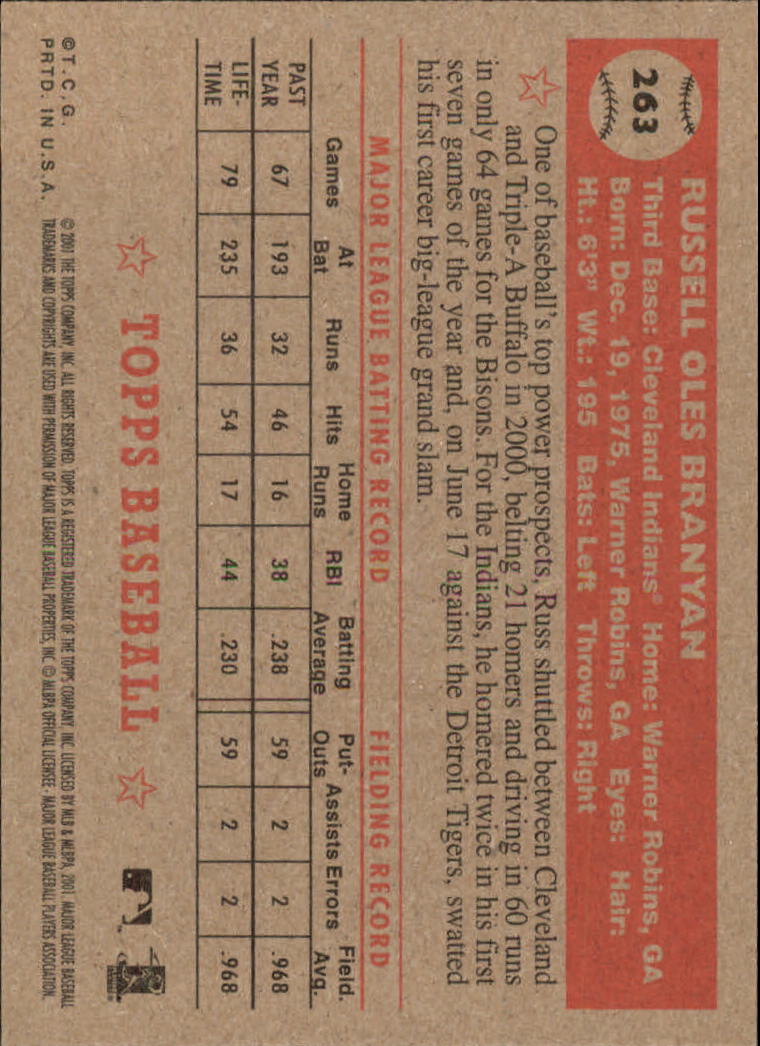 263
RUSSELL OLES BRANYAN
Third Base: Cleveland Indians® Home: Warner Robins, GA
Born: Dec. 19, 1975, Warner Robins, GA Eyes: Hair:
Ht.: 6'3" Wt.: 195 Bats: Left Throws: Right
One of baseball's top power prospects, Russ shuttled between Cleveland
and Triple-A Buffalo in 2000, belting 21 homers and driving in 60 runs
in only 64 games for the Bisons. For the Indians, he homered twice in his first
seven games of the year and, on June 17 against the Detroit Tigers, swatted
his first career big-league grand slam.
MAJOR LEAGUE BATTING RECORD FIELDING RECORD
Games At Bat Runs Hits Home Runs RBI Batting Average Put-Outs Assists Errors Field. Avg.
PAST YEAR 67 193 32 46 16 38 .238 59 2 2 .968
LIFE-TIME 79 235 36 54 17 44 .230 59 2 2 .968
TOPPS BASEBALL
©T.C.G.
PRTD. IN U.S.A.
© 2001 THE TOPPS COMPANY, INC. ALL RIGHTS RESERVED. TOPPS IS A REGISTERED TRADEMARK OF THE TOPPS COMPANY, INC. LICENSED BY MLB & MLBPA, 2001. MAJOR LEAGUE BASEBALL
TRADEMARKS AND COPYRIGHTS ARE USED WITH PERMISSION OF MAJOR LEAGUE BASEBALL PROPERTIES, INC. © MLBPA OFFICIAL LICENSEE - MAJOR LEAGUE BASEBALL PLAYERS ASSOCIATION.